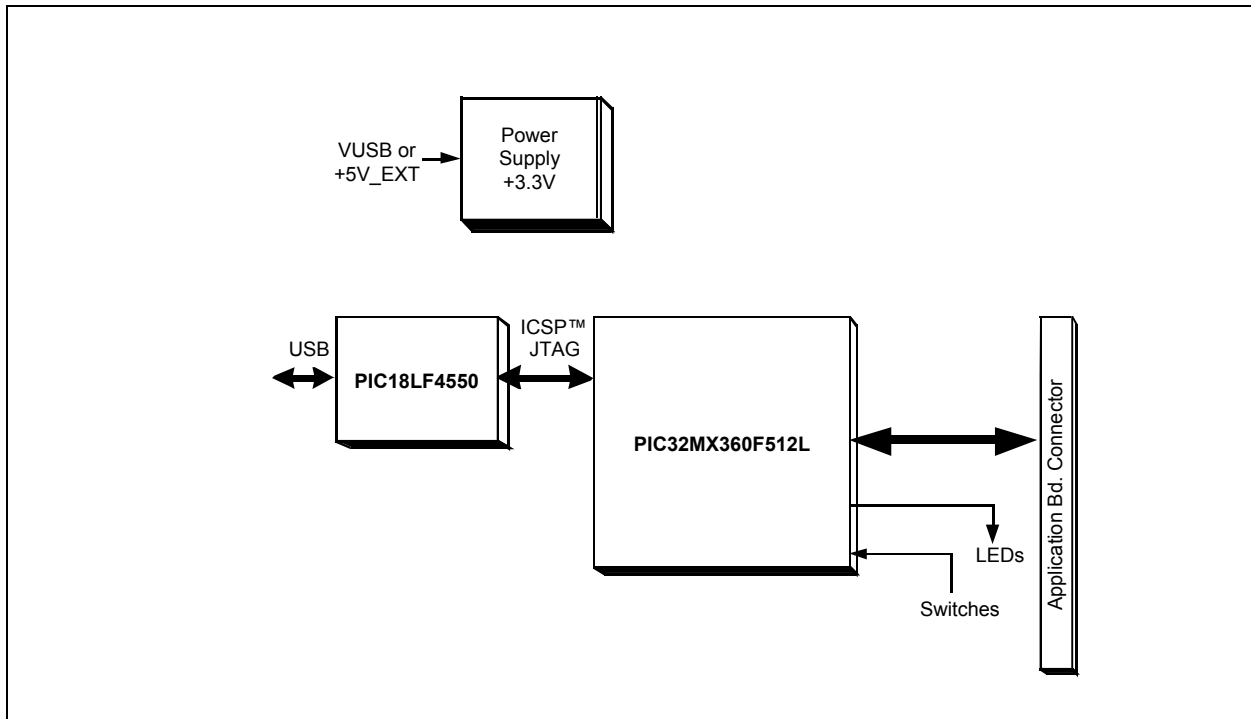 Power
Supply
+3.3V
VUSB or
+5V_EXT
USB
PIC18LF4550
ICSP™
JTAG
PIC32MX360F512L
LEDs
Switches
Application Bd. Connector